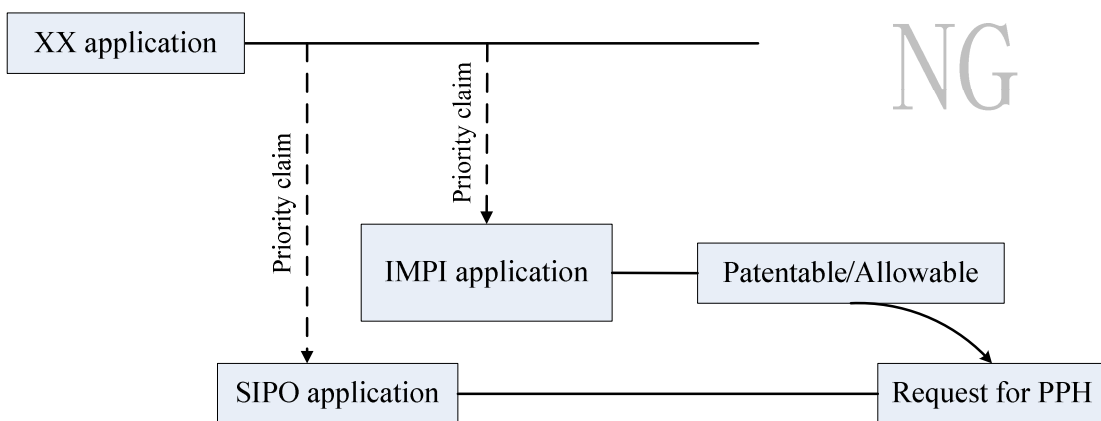 XX application
NG
Priority claim
Priority claim
IMPI application
Patentable/Allowable
SIPO application
Request for PPH